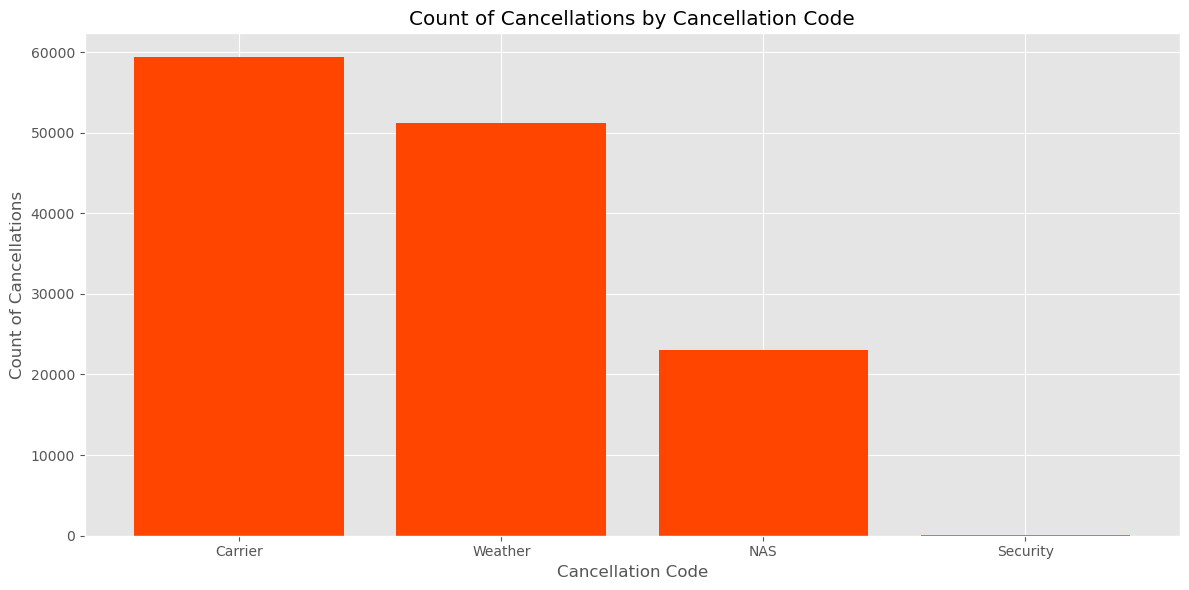 Count of Cancellations by Cancellation Code
Count of Cancellations
60000
50000
40000
30000
20000
10000
0
Carrier Weather NAS Security
Cancellation Code